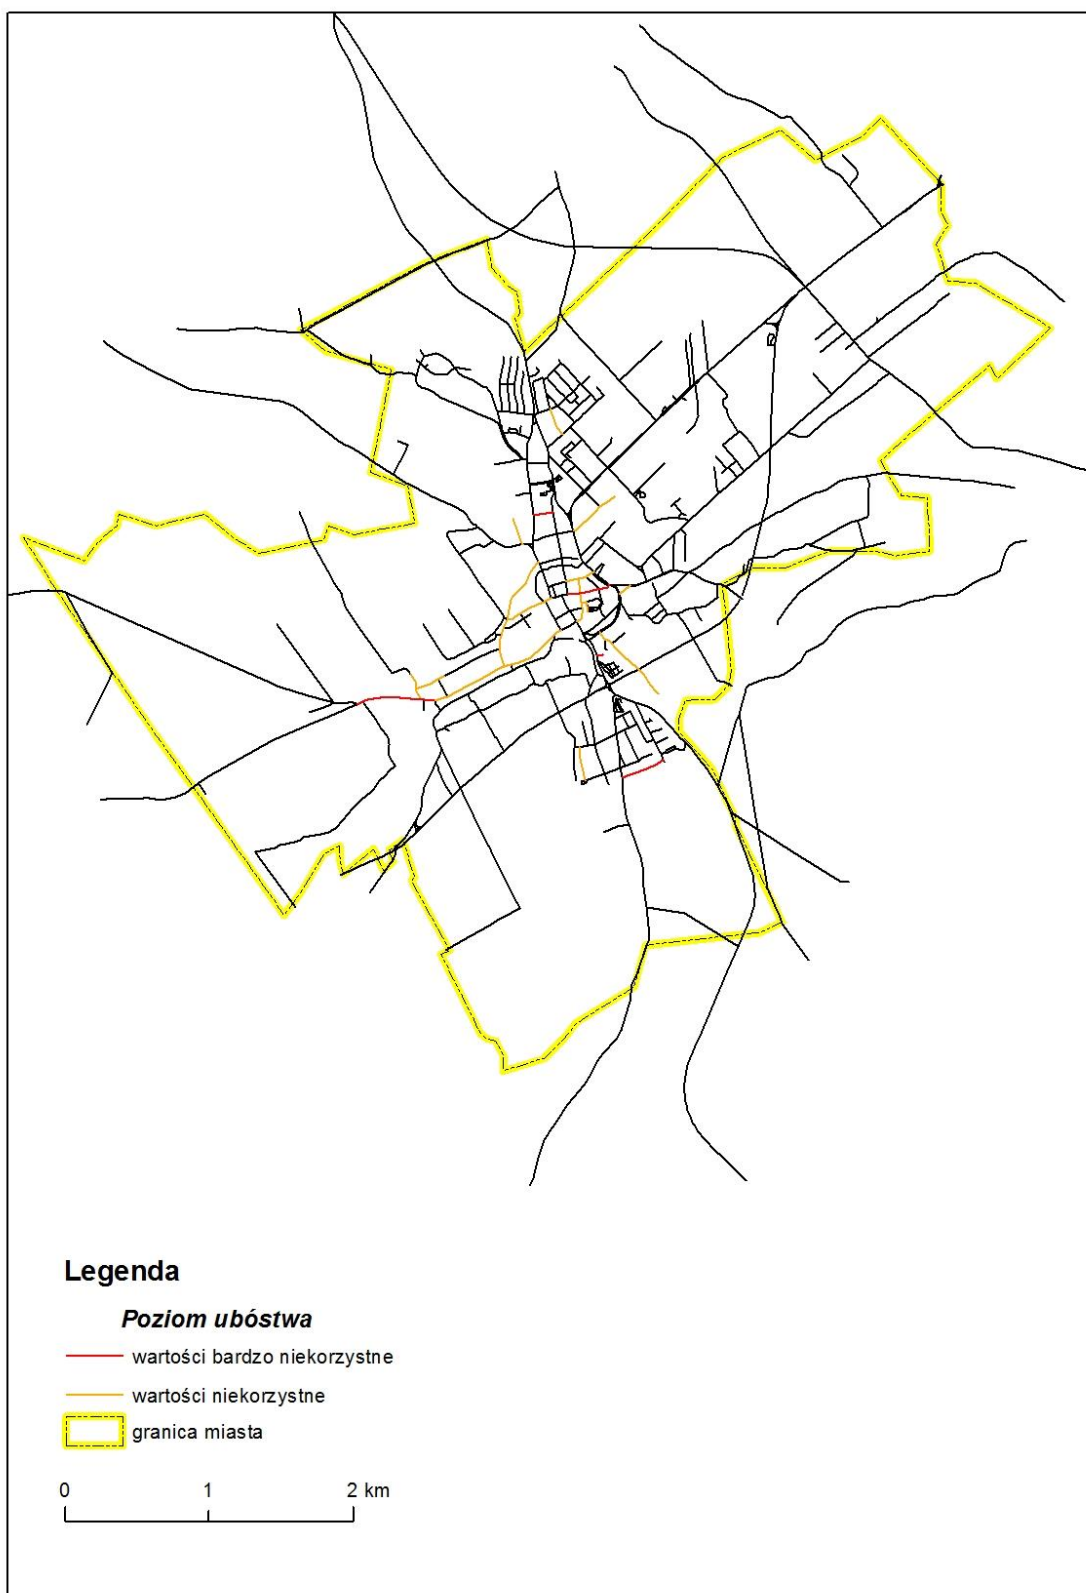 Legenda
Poziom ubóstwa
wartości bardzo niekorzystne
wartości niekorzystne
granica miasta
0 1 2 km